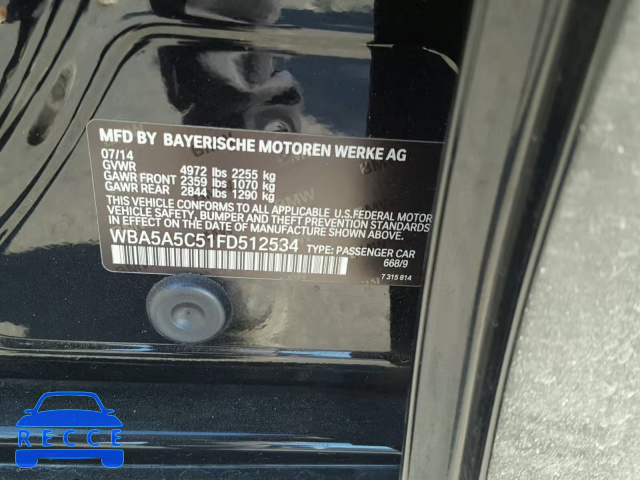 MFD BY BAYERISCHE MOTOREN WERKE AG
07/14
GVWR 4972 lbs 2255 kg
GAWR FRONT 2359 lbs 1070 kg
GAWR REAR 2844 lbs 1290 kg
THIS VEHICLE CONFORMS TO ALL APPLICABLE U.S.FEDERAL MOTOR
VEHICLE SAFETY, BUMPER, AND THEFT PREVENTION
STANDARDS IN EFFECT ON THE DATE OF MANUFACTURE SHOWN ABOVE.
WBA5A5C51FD512534 TYPE: PASSENGER CAR
668/9
7 315 814
RECCE